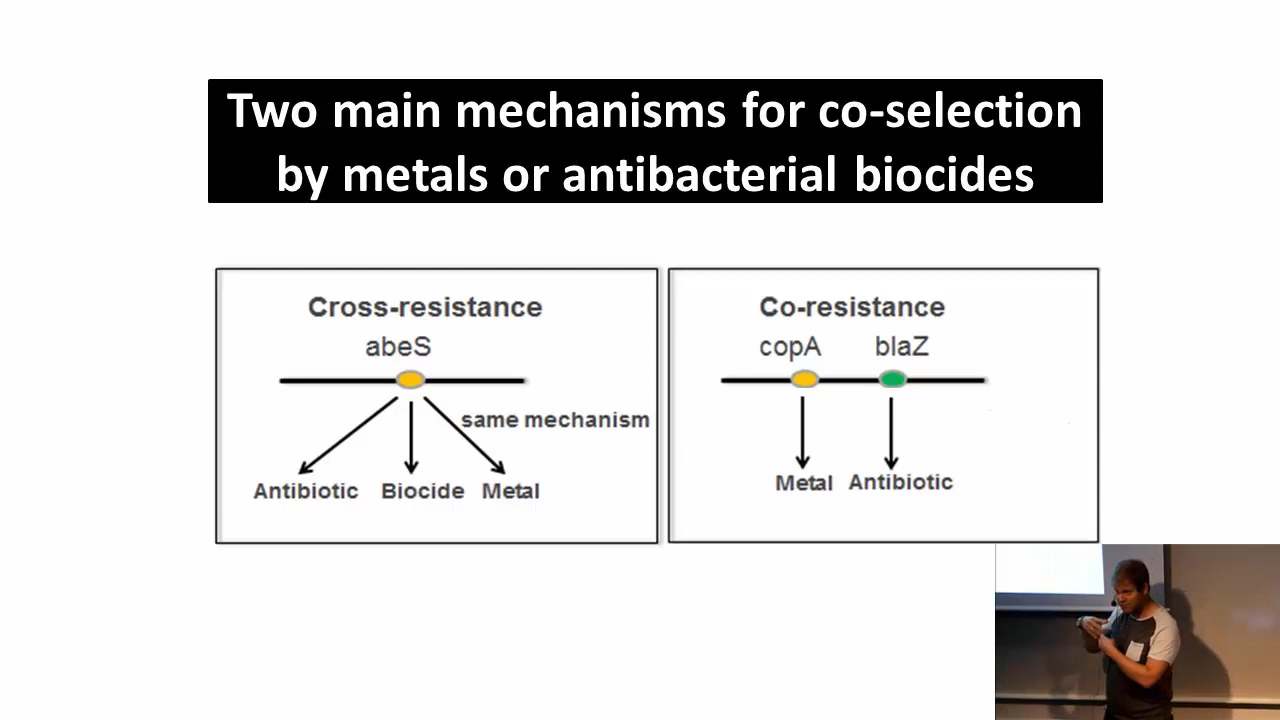 Two main mechanisms for co-selection
by metals or antibacterial biocides
Cross-resistance
abeS
same mechanism
Antibiotic Biocide Metal
Co-resistance
copA blaZ
Metal Antibiotic